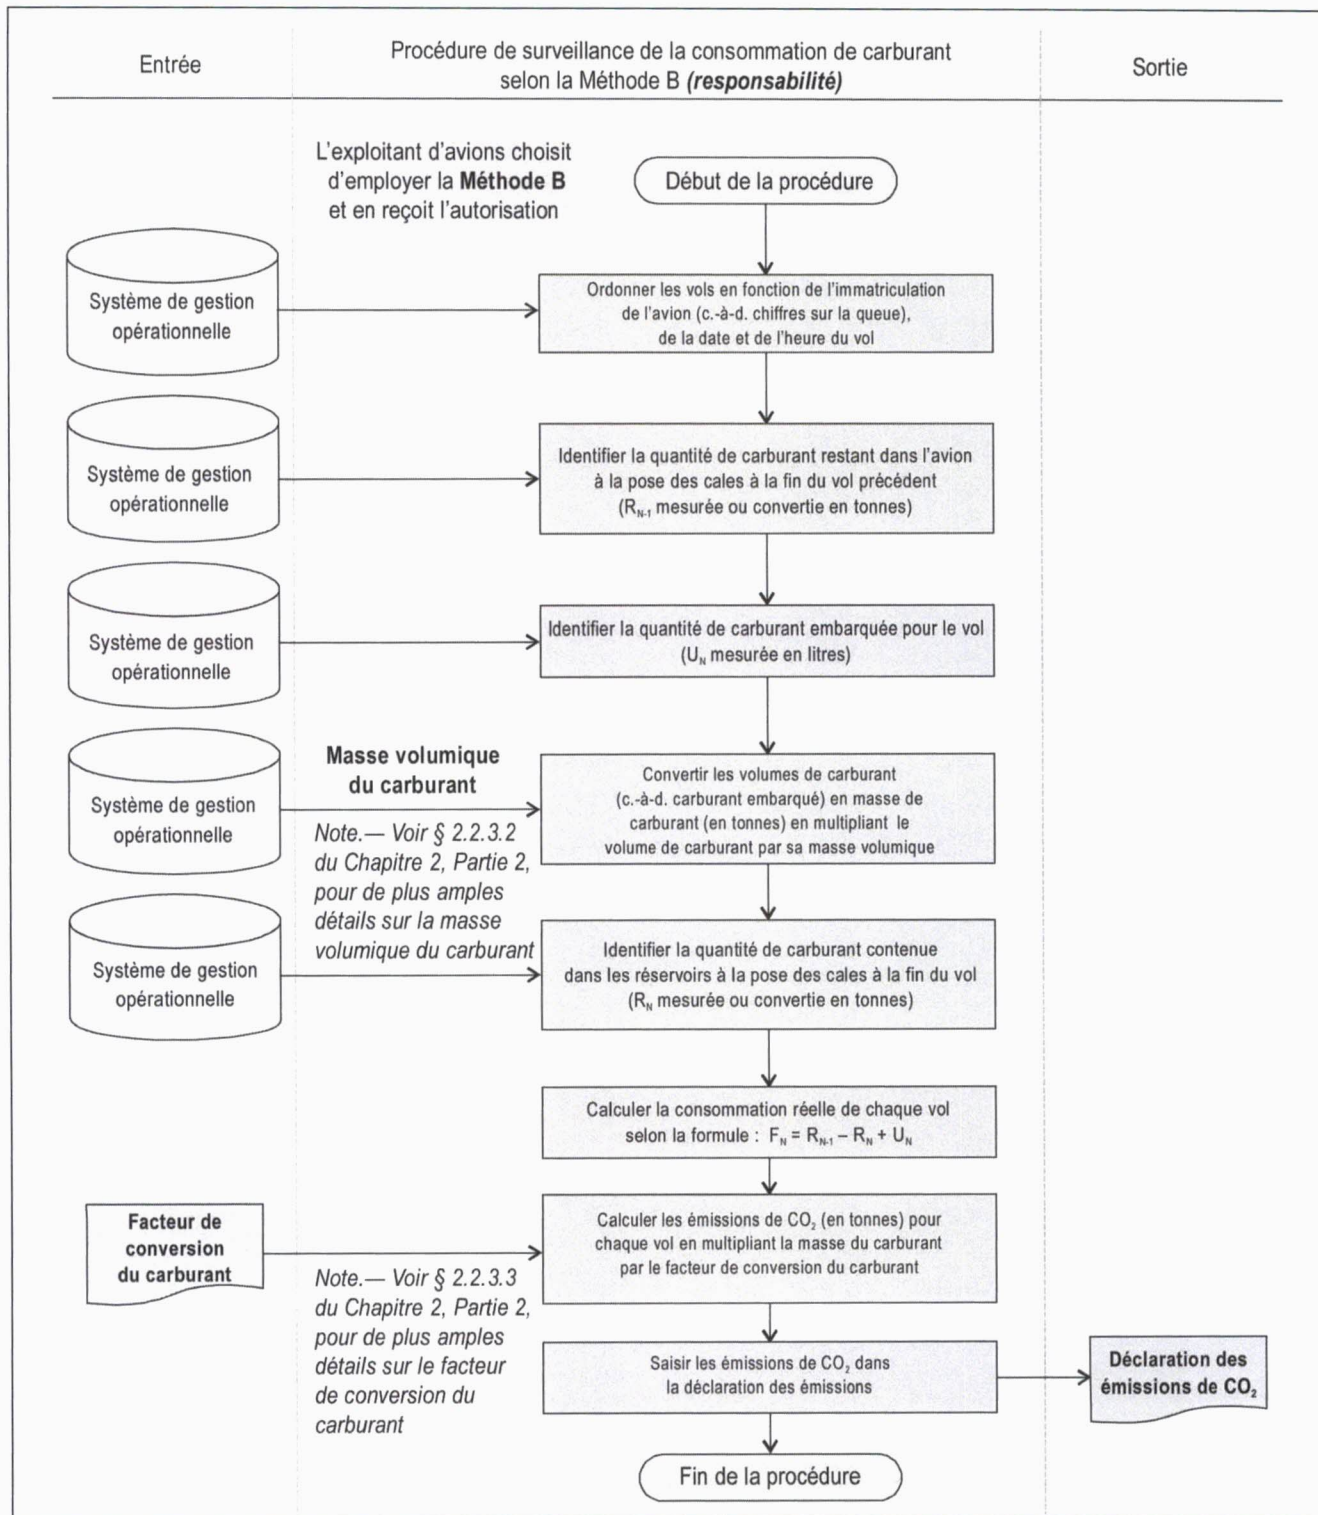 Entrée
Procédure de surveillance de la consommation de carburant
selon la Méthode B (responsabilité)
Sortie
L'exploitant d'avions choisit
d'employer la Méthode B
et en reçoit l'autorisation
Début de la procédure
Système de gestion
opérationnelle
Ordonner les vols en fonction de l'immatriculation
de l'avion (c.-à-d. chiffres sur la queue),
de la date et de l'heure du vol
Système de gestion
opérationnelle
Identifier la quantité de carburant restant dans l'avion
à la pose des cales à la fin du vol précédent
(R_N-1 mesurée ou convertie en tonnes)
Système de gestion
opérationnelle
Identifier la quantité de carburant embarquée pour le vol
(U_N mesurée en litres)
Système de gestion
opérationnelle
Masse volumique
du carburant
Note.— Voir § 2.2.3.2
du Chapitre 2, Partie 2,
pour de plus amples
détails sur la masse
volumique du carburant
Convertir les volumes de carburant
(c.-à-d. carburant embarqué) en masse de
carburant (en tonnes) en multipliant le
volume de carburant par sa masse volumique
Système de gestion
opérationnelle
Identifier la quantité de carburant contenue
dans les réservoirs à la pose des cales à la fin du vol
(R_N mesurée ou convertie en tonnes)
Calculer la consommation réelle de chaque vol
selon la formule : F_N = R_N-1 – R_N + U_N
Facteur de
conversion
du carburant
Note.— Voir § 2.2.3.3
du Chapitre 2, Partie 2,
pour de plus amples
détails sur le facteur
de conversion du
carburant
Calculer les émissions de CO₂ (en tonnes) pour
chaque vol en multipliant la masse du carburant
par le facteur de conversion du carburant
Saisir les émissions de CO₂ dans
la déclaration des émissions
Déclaration des
émissions de CO₂
Fin de la procédure